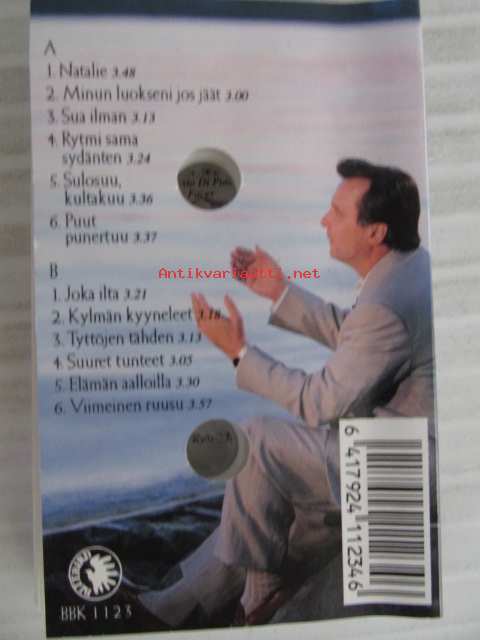 A
1. Natalie 3.48
2. Minun luokseni jos jäät 3.00
3. Sua ilman 3.13
4. Rytmi sama
sydänten 3.24
5. Sulosuu,
kultakuu 3.36
6. Puut
punertuu 3.37
B
1. Joka ilta 3.21
2. Kylmän kyyneleet 3.18
3. Tyttöjen tähden 3.13
4. Suuret tunteet 3.05
5. Elämän aalloilla 3.30
6. Viimeinen ruusu 3.57
Antikvariaatti.net
6 417924 112346
BBK 1123